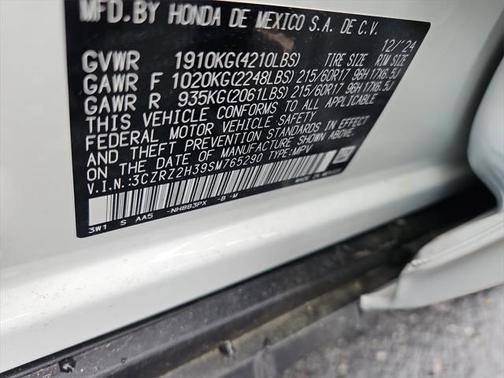 MFD. BY HONDA DE MEXICO S.A. DE C.V.
12/'24
GVWR 1910KG(4210LBS) TIRE SIZE RIM SIZE
GAWR F 1020KG(2248LBS) 215/60R17 96H 17X6.5J
GAWR R 935KG(2061LBS) 215/60R17 96H 17X6.5J
THIS VEHICLE CONFORMS TO ALL APPLICABLE
FEDERAL MOTOR VEHICLE SAFETY, BUMPER,
AND THEFT PREVENTION STANDARDS IN EFFECT
ON THE DATE OF MANUFACTURE SHOWN ABOVE.
V.I.N.:3CZRZ2H39SM765290 TYPE:MPV
3W1 S AA5 -NH883PX -B -M